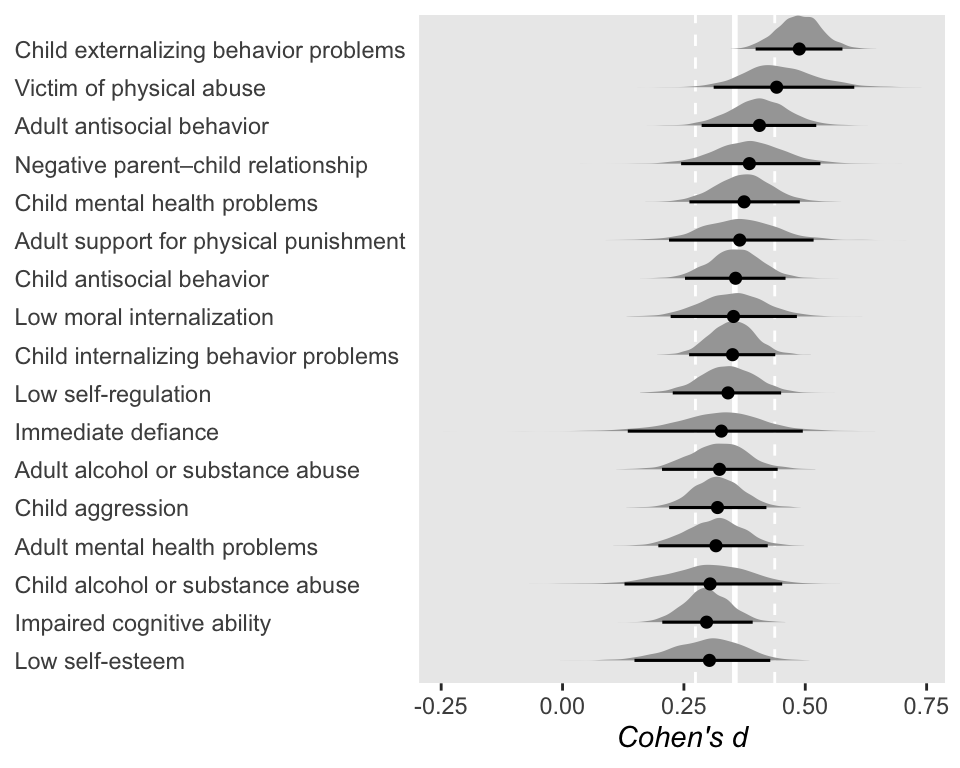 Child externalizing behavior problems
Victim of physical abuse
Adult antisocial behavior
Negative parent–child relationship
Child mental health problems
Adult support for physical punishment
Child antisocial behavior
Low moral internalization
Child internalizing behavior problems
Low self-regulation
Immediate defiance
Adult alcohol or substance abuse
Child aggression
Adult mental health problems
Child alcohol or substance abuse
Impaired cognitive ability
Low self-esteem
-0.25 0.00 0.25 0.50 0.75
Cohen's d